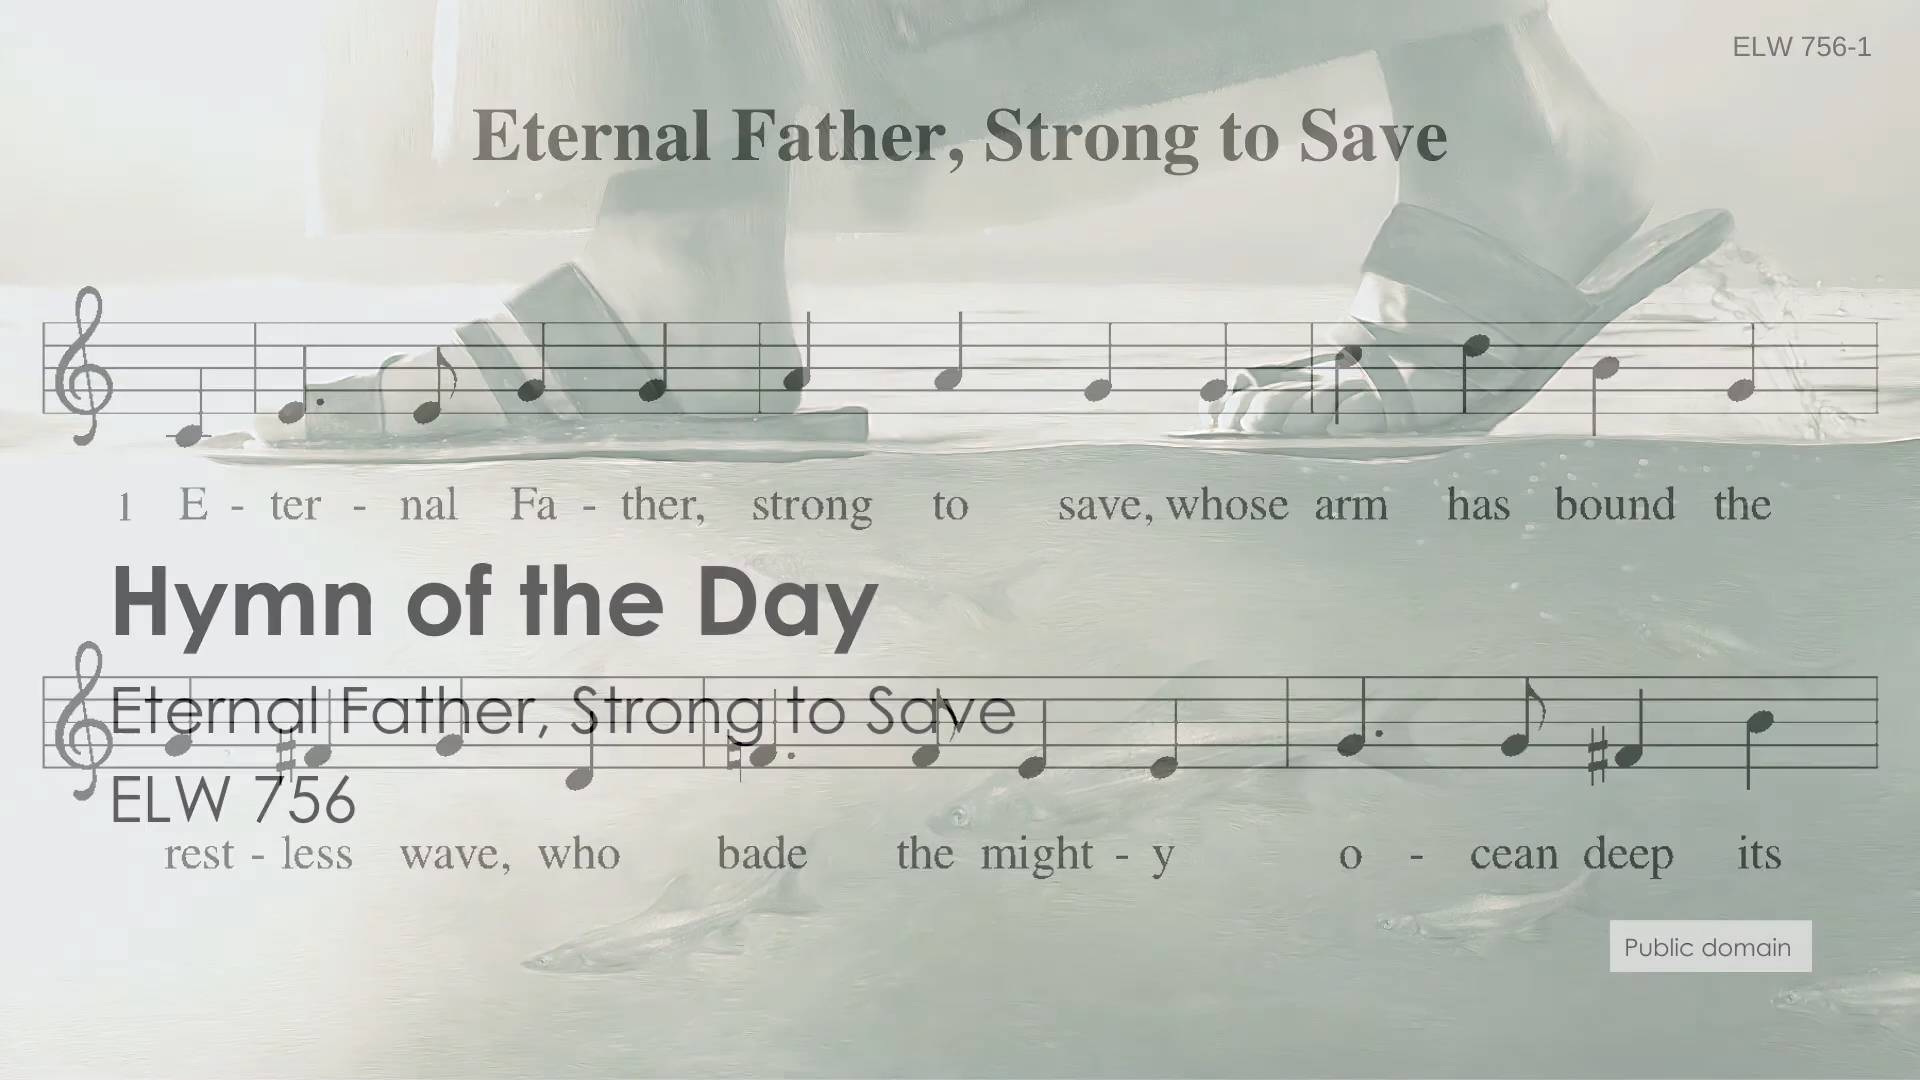 ELW 756-1
Eternal Father, Strong to Save
1 E - ter - nal Fa - ther, strong to save, whose arm has bound the
Hymn of the Day
Eternal Father, Strong to Save
ELW 756
rest - less wave, who bade the might - y o - cean deep its
Public domain